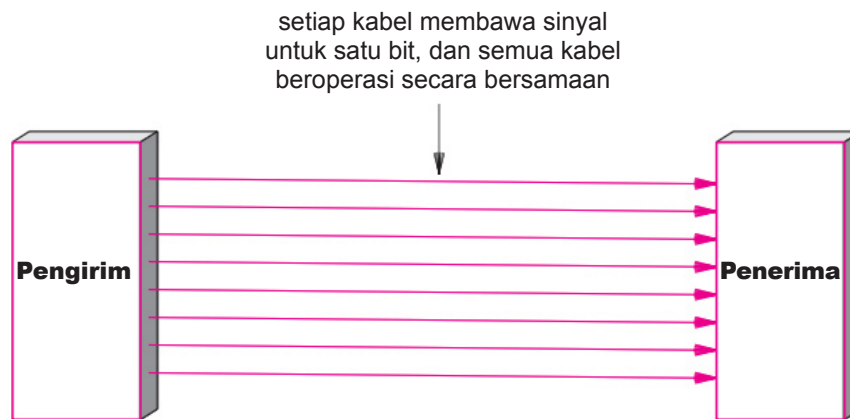 setiap kabel membawa sinyal
untuk satu bit, dan semua kabel
beroperasi secara bersamaan
Pengirim
Penerima